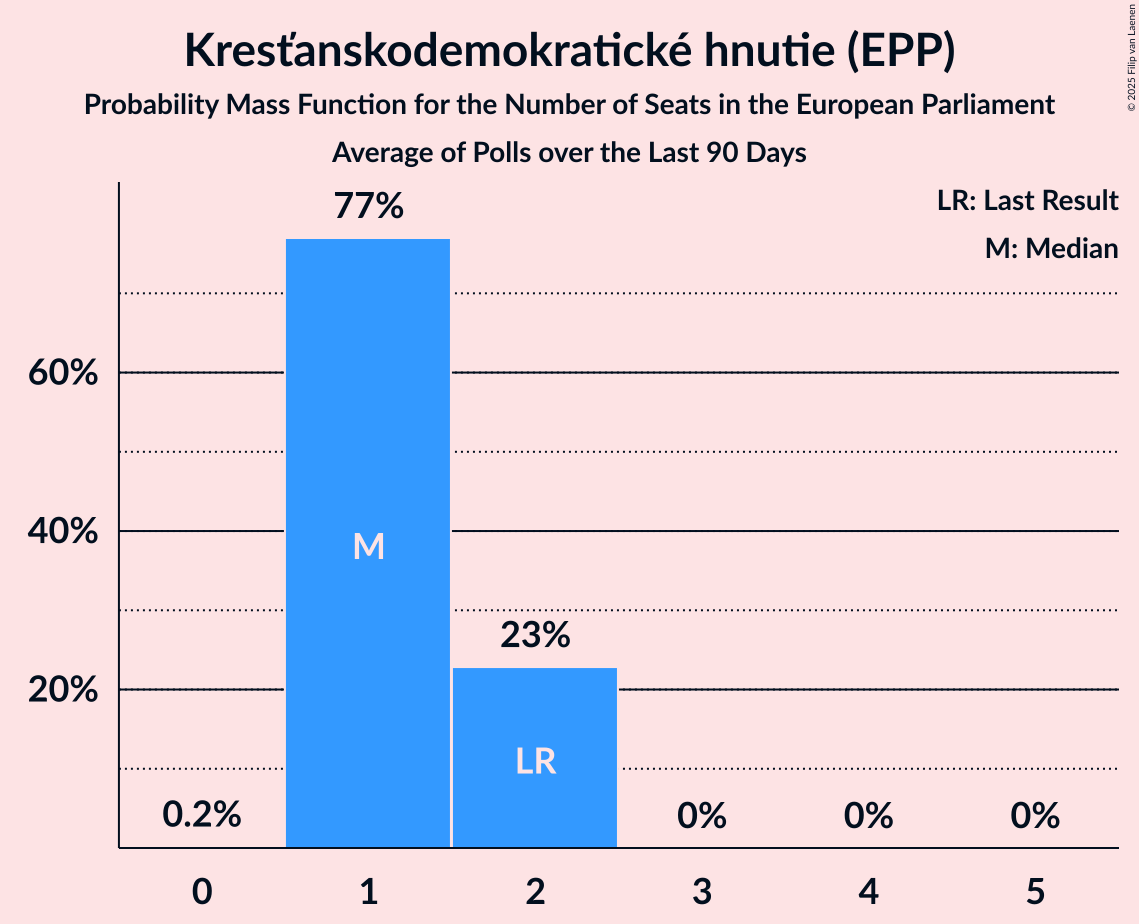 Kresťanskodemokratické hnutie (EPP)
Probability Mass Function for the Number of Seats in the European Parliament
Average of Polls over the Last 90 Days
© 2025 Filip van Laenen
LR: Last Result
M: Median
77%
60%
40%
M
23%
20%
LR
0.2%
0%
0%
0%
0 1 2 3 4 5